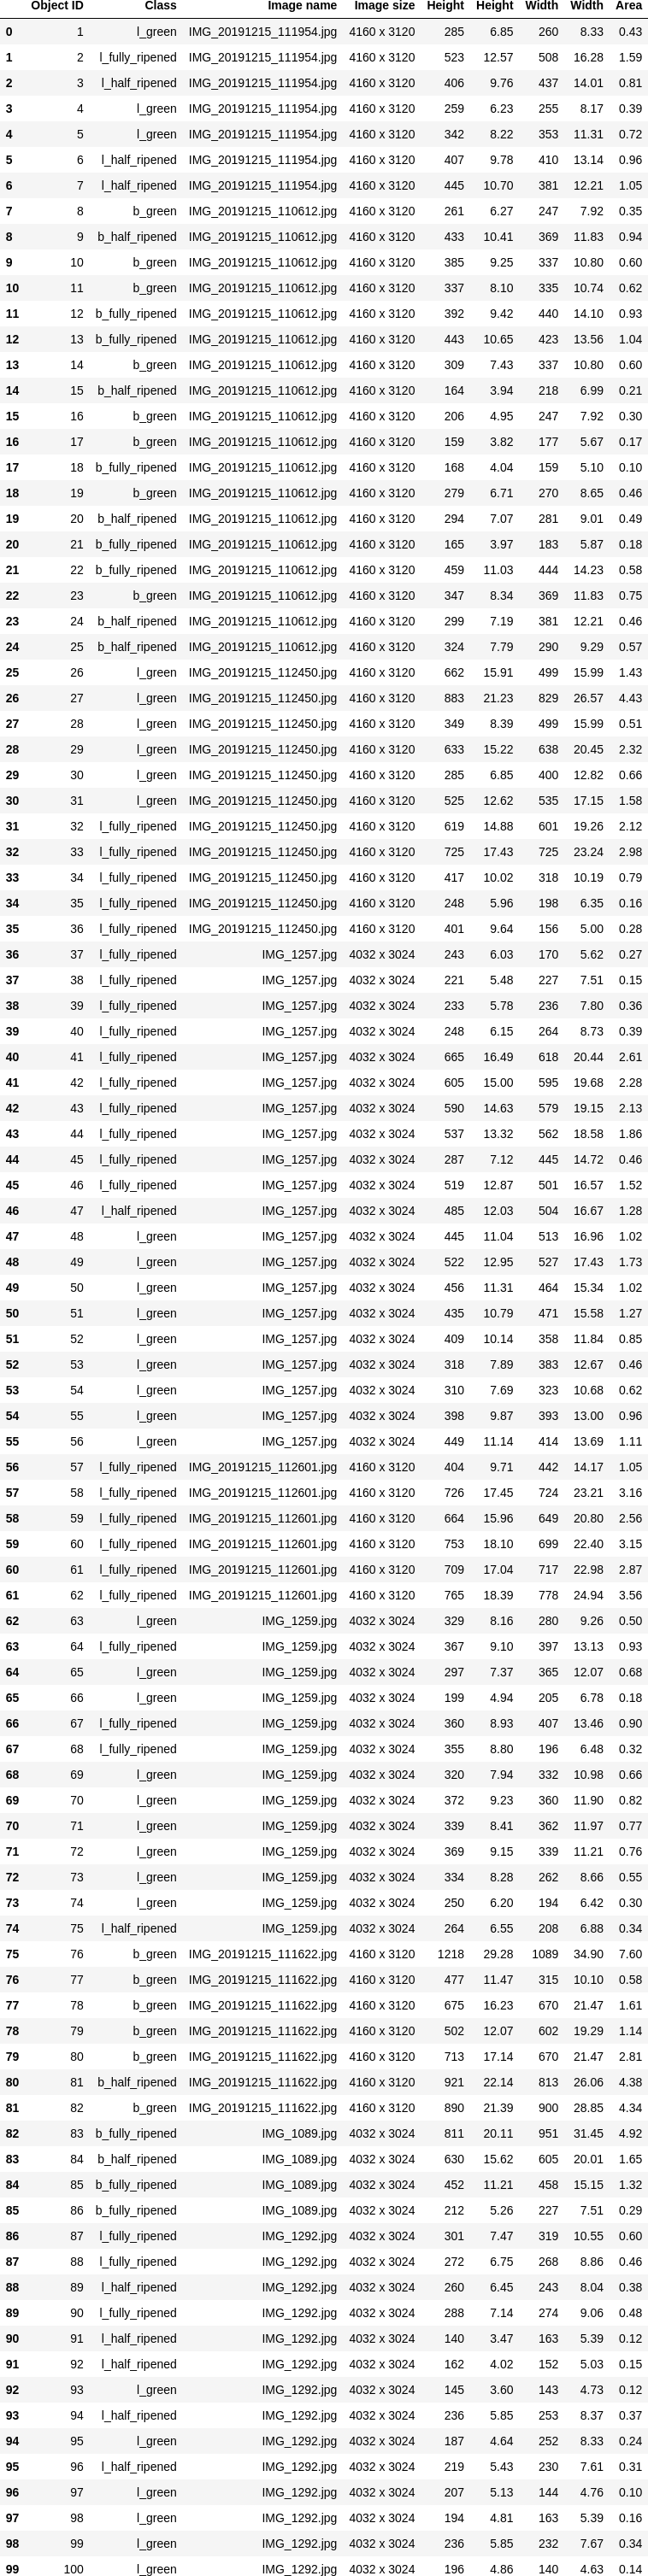 Object ID Class Image name Image size Height Height Width Width Area
0 1 l_green IMG_20191215_111954.jpg 4160 x 3120 285 6.85 260 8.33 0.43
1 2 l_fully_ripened IMG_20191215_111954.jpg 4160 x 3120 523 12.57 508 16.28 1.59
2 3 l_half_ripened IMG_20191215_111954.jpg 4160 x 3120 406 9.76 437 14.01 0.81
3 4 l_green IMG_20191215_111954.jpg 4160 x 3120 259 6.23 255 8.17 0.39
4 5 l_green IMG_20191215_111954.jpg 4160 x 3120 342 8.22 353 11.31 0.72
5 6 l_half_ripened IMG_20191215_111954.jpg 4160 x 3120 407 9.78 410 13.14 0.96
6 7 l_half_ripened IMG_20191215_111954.jpg 4160 x 3120 445 10.70 381 12.21 1.05
7 8 b_green IMG_20191215_110612.jpg 4160 x 3120 261 6.27 247 7.92 0.35
8 9 b_half_ripened IMG_20191215_110612.jpg 4160 x 3120 433 10.41 369 11.83 0.94
9 10 b_green IMG_20191215_110612.jpg 4160 x 3120 385 9.25 337 10.80 0.60
10 11 b_green IMG_20191215_110612.jpg 4160 x 3120 337 8.10 335 10.74 0.62
11 12 b_fully_ripened IMG_20191215_110612.jpg 4160 x 3120 392 9.42 440 14.10 0.93
12 13 b_fully_ripened IMG_20191215_110612.jpg 4160 x 3120 443 10.65 423 13.56 1.04
13 14 b_green IMG_20191215_110612.jpg 4160 x 3120 309 7.43 337 10.80 0.60
14 15 b_half_ripened IMG_20191215_110612.jpg 4160 x 3120 164 3.94 218 6.99 0.21
15 16 b_green IMG_20191215_110612.jpg 4160 x 3120 206 4.95 247 7.92 0.30
16 17 b_green IMG_20191215_110612.jpg 4160 x 3120 159 3.82 177 5.67 0.17
17 18 b_fully_ripened IMG_20191215_110612.jpg 4160 x 3120 168 4.04 159 5.10 0.10
18 19 b_green IMG_20191215_110612.jpg 4160 x 3120 279 6.71 270 8.65 0.46
19 20 b_half_ripened IMG_20191215_110612.jpg 4160 x 3120 294 7.07 281 9.01 0.49
20 21 b_fully_ripened IMG_20191215_110612.jpg 4160 x 3120 165 3.97 183 5.87 0.18
21 22 b_fully_ripened IMG_20191215_110612.jpg 4160 x 3120 459 11.03 444 14.23 0.58
22 23 b_green IMG_20191215_110612.jpg 4160 x 3120 347 8.34 369 11.83 0.75
23 24 b_half_ripened IMG_20191215_110612.jpg 4160 x 3120 299 7.19 381 12.21 0.46
24 25 b_half_ripened IMG_20191215_110612.jpg 4160 x 3120 324 7.79 290 9.29 0.57
25 26 l_green IMG_20191215_112450.jpg 4160 x 3120 662 15.91 499 15.99 1.43
26 27 l_green IMG_20191215_112450.jpg 4160 x 3120 883 21.23 829 26.57 4.43
27 28 l_green IMG_20191215_112450.jpg 4160 x 3120 349 8.39 499 15.99 0.51
28 29 l_green IMG_20191215_112450.jpg 4160 x 3120 633 15.22 638 20.45 2.32
29 30 l_green IMG_20191215_112450.jpg 4160 x 3120 285 6.85 400 12.82 0.66
30 31 l_green IMG_20191215_112450.jpg 4160 x 3120 525 12.62 535 17.15 1.58
31 32 l_fully_ripened IMG_20191215_112450.jpg 4160 x 3120 619 14.88 601 19.26 2.12
32 33 l_fully_ripened IMG_20191215_112450.jpg 4160 x 3120 725 17.43 725 23.24 2.98
33 34 l_fully_ripened IMG_20191215_112450.jpg 4160 x 3120 417 10.02 318 10.19 0.79
34 35 l_fully_ripened IMG_20191215_112450.jpg 4160 x 3120 248 5.96 198 6.35 0.16
35 36 l_fully_ripened IMG_20191215_112450.jpg 4160 x 3120 401 9.64 156 5.00 0.28
36 37 l_fully_ripened IMG_1257.jpg 4032 x 3024 243 6.03 170 5.62 0.27
37 38 l_fully_ripened IMG_1257.jpg 4032 x 3024 221 5.48 227 7.51 0.15
38 39 l_fully_ripened IMG_1257.jpg 4032 x 3024 233 5.78 236 7.80 0.36
39 40 l_fully_ripened IMG_1257.jpg 4032 x 3024 248 6.15 264 8.73 0.39
40 41 l_fully_ripened IMG_1257.jpg 4032 x 3024 665 16.49 618 20.44 2.61
41 42 l_fully_ripened IMG_1257.jpg 4032 x 3024 605 15.00 595 19.68 2.28
42 43 l_fully_ripened IMG_1257.jpg 4032 x 3024 590 14.63 579 19.15 2.13
43 44 l_fully_ripened IMG_1257.jpg 4032 x 3024 537 13.32 562 18.58 1.86
44 45 l_fully_ripened IMG_1257.jpg 4032 x 3024 287 7.12 445 14.72 0.46
45 46 l_fully_ripened IMG_1257.jpg 4032 x 3024 519 12.87 501 16.57 1.52
46 47 l_half_ripened IMG_1257.jpg 4032 x 3024 485 12.03 504 16.67 1.28
47 48 l_green IMG_1257.jpg 4032 x 3024 445 11.04 513 16.96 1.02
48 49 l_green IMG_1257.jpg 4032 x 3024 522 12.95 527 17.43 1.73
49 50 l_green IMG_1257.jpg 4032 x 3024 456 11.31 464 15.34 1.02
50 51 l_green IMG_1257.jpg 4032 x 3024 435 10.79 471 15.58 1.27
51 52 l_green IMG_1257.jpg 4032 x 3024 409 10.14 358 11.84 0.85
52 53 l_green IMG_1257.jpg 4032 x 3024 318 7.89 383 12.67 0.46
53 54 l_green IMG_1257.jpg 4032 x 3024 310 7.69 323 10.68 0.62
54 55 l_green IMG_1257.jpg 4032 x 3024 398 9.87 393 13.00 0.96
55 56 l_green IMG_1257.jpg 4032 x 3024 449 11.14 414 13.69 1.11
56 57 l_fully_ripened IMG_20191215_112601.jpg 4160 x 3120 404 9.71 442 14.17 1.05
57 58 l_fully_ripened IMG_20191215_112601.jpg 4160 x 3120 726 17.45 724 23.21 3.16
58 59 l_fully_ripened IMG_20191215_112601.jpg 4160 x 3120 664 15.96 649 20.80 2.56
59 60 l_fully_ripened IMG_20191215_112601.jpg 4160 x 3120 753 18.10 699 22.40 3.15
60 61 l_fully_ripened IMG_20191215_112601.jpg 4160 x 3120 709 17.04 717 22.98 2.87
61 62 l_fully_ripened IMG_20191215_112601.jpg 4160 x 3120 765 18.39 778 24.94 3.56
62 63 l_green IMG_1259.jpg 4032 x 3024 329 8.16 280 9.26 0.50
63 64 l_fully_ripened IMG_1259.jpg 4032 x 3024 367 9.10 397 13.13 0.93
64 65 l_green IMG_1259.jpg 4032 x 3024 297 7.37 365 12.07 0.68
65 66 l_green IMG_1259.jpg 4032 x 3024 199 4.94 205 6.78 0.18
66 67 l_fully_ripened IMG_1259.jpg 4032 x 3024 360 8.93 407 13.46 0.90
67 68 l_fully_ripened IMG_1259.jpg 4032 x 3024 355 8.80 196 6.48 0.32
68 69 l_green IMG_1259.jpg 4032 x 3024 320 7.94 332 10.98 0.66
69 70 l_green IMG_1259.jpg 4032 x 3024 372 9.23 360 11.90 0.82
70 71 l_green IMG_1259.jpg 4032 x 3024 339 8.41 362 11.97 0.77
71 72 l_green IMG_1259.jpg 4032 x 3024 369 9.15 339 11.21 0.76
72 73 l_green IMG_1259.jpg 4032 x 3024 334 8.28 262 8.66 0.55
73 74 l_green IMG_1259.jpg 4032 x 3024 250 6.20 194 6.42 0.30
74 75 l_half_ripened IMG_1259.jpg 4032 x 3024 264 6.55 208 6.88 0.34
75 76 b_green IMG_20191215_111622.jpg 4160 x 3120 1218 29.28 1089 34.90 7.60
76 77 b_green IMG_20191215_111622.jpg 4160 x 3120 477 11.47 315 10.10 0.58
77 78 b_green IMG_20191215_111622.jpg 4160 x 3120 675 16.23 670 21.47 1.61
78 79 b_green IMG_20191215_111622.jpg 4160 x 3120 502 12.07 602 19.29 1.14
79 80 b_green IMG_20191215_111622.jpg 4160 x 3120 713 17.14 670 21.47 2.81
80 81 b_half_ripened IMG_20191215_111622.jpg 4160 x 3120 921 22.14 813 26.06 4.38
81 82 b_green IMG_20191215_111622.jpg 4160 x 3120 890 21.39 900 28.85 4.34
82 83 b_fully_ripened IMG_1089.jpg 4032 x 3024 811 20.11 951 31.45 4.92
83 84 b_half_ripened IMG_1089.jpg 4032 x 3024 630 15.62 605 20.01 1.65
84 85 b_fully_ripened IMG_1089.jpg 4032 x 3024 452 11.21 458 15.15 1.32
85 86 b_fully_ripened IMG_1089.jpg 4032 x 3024 212 5.26 227 7.51 0.29
86 87 l_fully_ripened IMG_1292.jpg 4032 x 3024 301 7.47 319 10.55 0.60
87 88 l_fully_ripened IMG_1292.jpg 4032 x 3024 272 6.75 268 8.86 0.46
88 89 l_half_ripened IMG_1292.jpg 4032 x 3024 260 6.45 243 8.04 0.38
89 90 l_fully_ripened IMG_1292.jpg 4032 x 3024 288 7.14 274 9.06 0.48
90 91 l_half_ripened IMG_1292.jpg 4032 x 3024 140 3.47 163 5.39 0.12
91 92 l_half_ripened IMG_1292.jpg 4032 x 3024 162 4.02 152 5.03 0.15
92 93 l_green IMG_1292.jpg 4032 x 3024 145 3.60 143 4.73 0.12
93 94 l_half_ripened IMG_1292.jpg 4032 x 3024 236 5.85 253 8.37 0.37
94 95 l_green IMG_1292.jpg 4032 x 3024 187 4.64 252 8.33 0.24
95 96 l_half_ripened IMG_1292.jpg 4032 x 3024 219 5.43 230 7.61 0.31
96 97 l_green IMG_1292.jpg 4032 x 3024 207 5.13 144 4.76 0.10
97 98 l_green IMG_1292.jpg 4032 x 3024 194 4.81 163 5.39 0.16
98 99 l_green IMG_1292.jpg 4032 x 3024 236 5.85 232 7.67 0.34
99 100 l_green IMG_1292.jpg 4032 x 3024 196 4.86 140 4.63 0.14